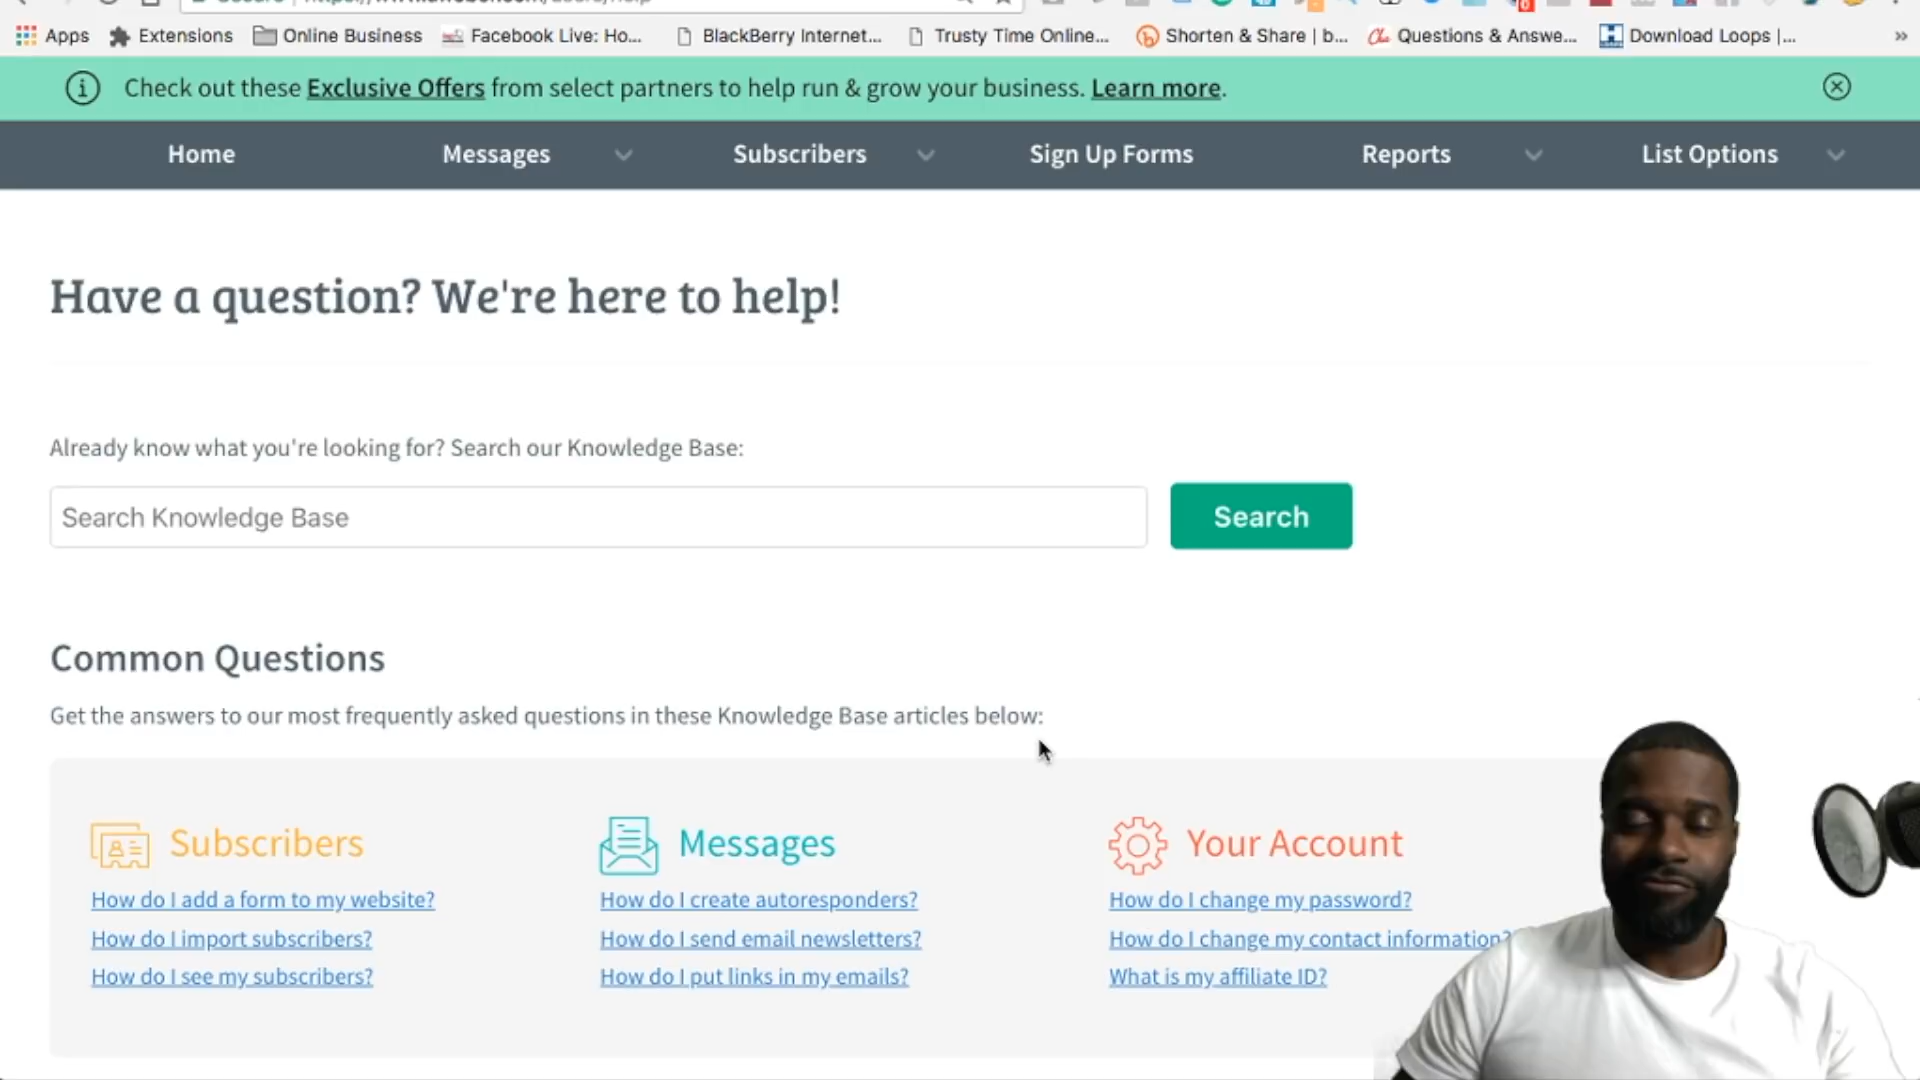 Apps Extensions Online Business Facebook Live: Ho... BlackBerry Internet... Trusty Time Online... Shorten & Share | b... Questions & Answe... Download Loops |... »
Check out these Exclusive Offers from select partners to help run & grow your business. Learn more.
Home Messages Subscribers Sign Up Forms Reports List Options
Have a question? We're here to help!
Already know what you're looking for? Search our Knowledge Base:
Search Knowledge Base Search
Common Questions
Get the answers to our most frequently asked questions in these Knowledge Base articles below:
Subscribers Messages Your Account
How do I add a form to my website? How do I create autoresponders? How do I change my password?
How do I import subscribers? How do I send email newsletters? How do I change my contact information?
How do I see my subscribers? How do I put links in my emails? What is my affiliate ID?